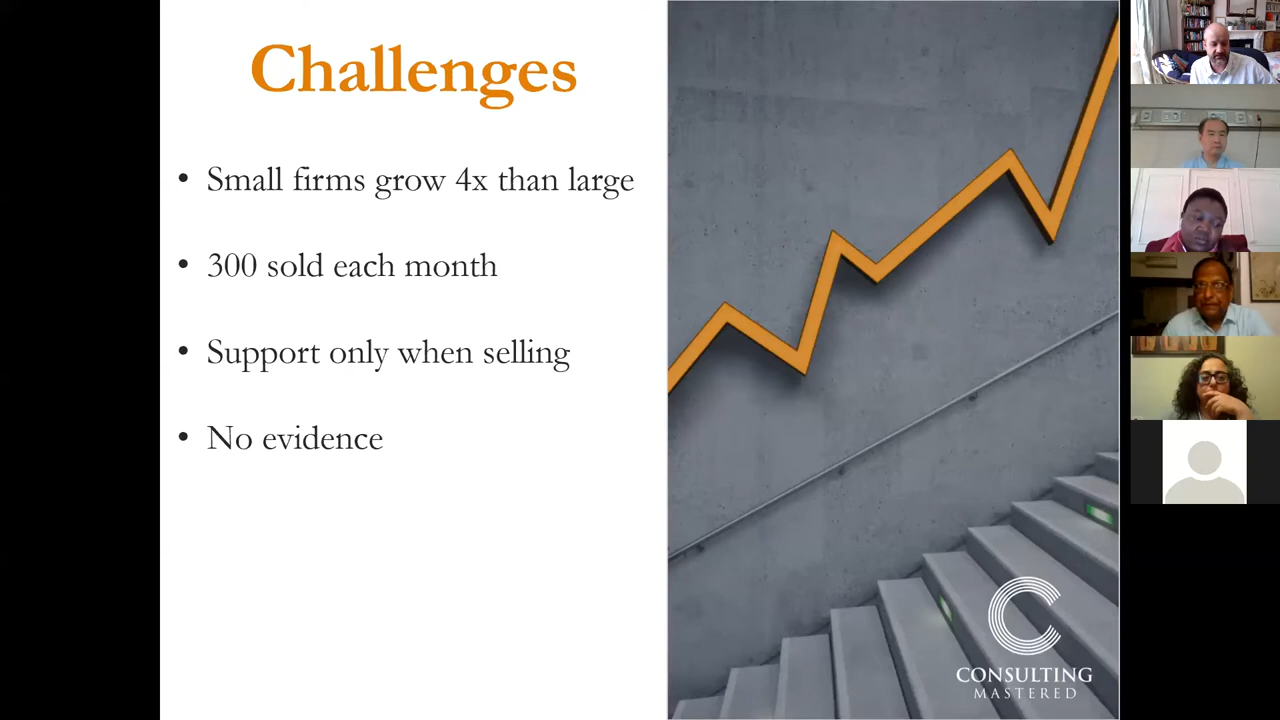 Challenges
• Small firms grow 4x than large
• 300 sold each month
• Support only when selling
• No evidence
CONSULTING
MASTERED